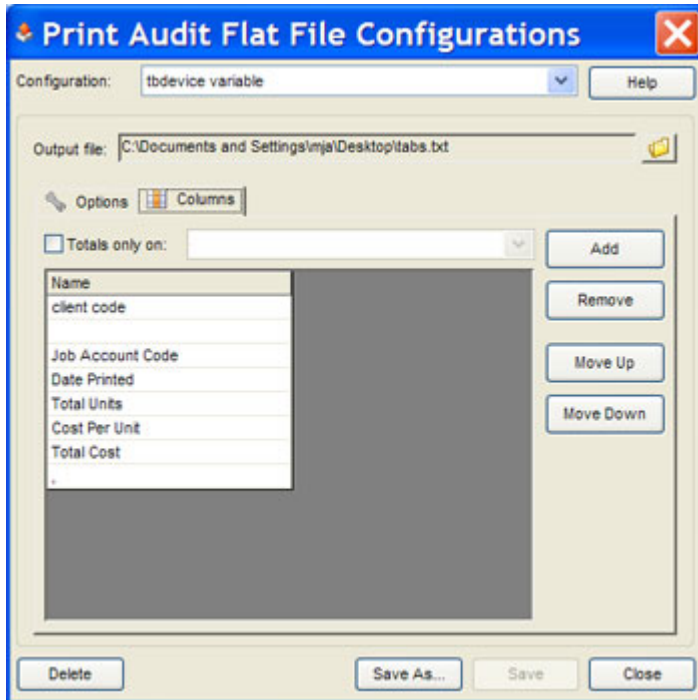 Print Audit Flat File Configurations
Configuration: tbdevice variable Help
Output file: C:\Documents and Settings\mja\Desktop\tabs.txt
Options Columns
Totals only on: Add
Name
client code
Remove
Job Account Code
Move Up
Date Printed
Total Units
Move Down
Cost Per Unit
Total Cost
,
Delete Save As... Save Close